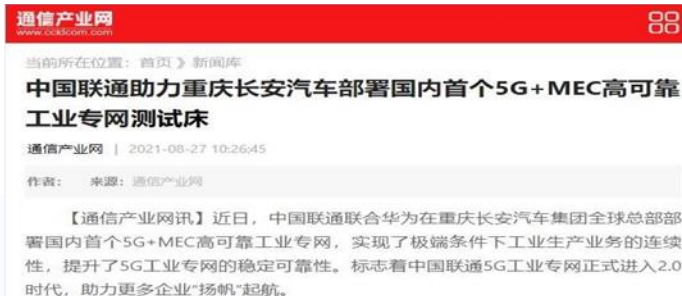 通信产业网
www.ccidcom.com
当前所在位置：首页 》新闻库
中国联通助力重庆长安汽车部署国内首个5G+MEC高可靠
工业专网测试床
通信产业网 | 2021-08-27 10:26:45
作者： 来源：通信产业网
【通信产业网讯】近日，中国联通联合华为在重庆长安汽车集团全球总部部
署国内首个5G+MEC高可靠工业专网，实现了极端条件下工业生产业务的连续
性，提升了5G工业专网的稳定可靠性。标志着中国联通5G工业专网正式进入2.0
时代，助力更多企业“扬帆”起航。